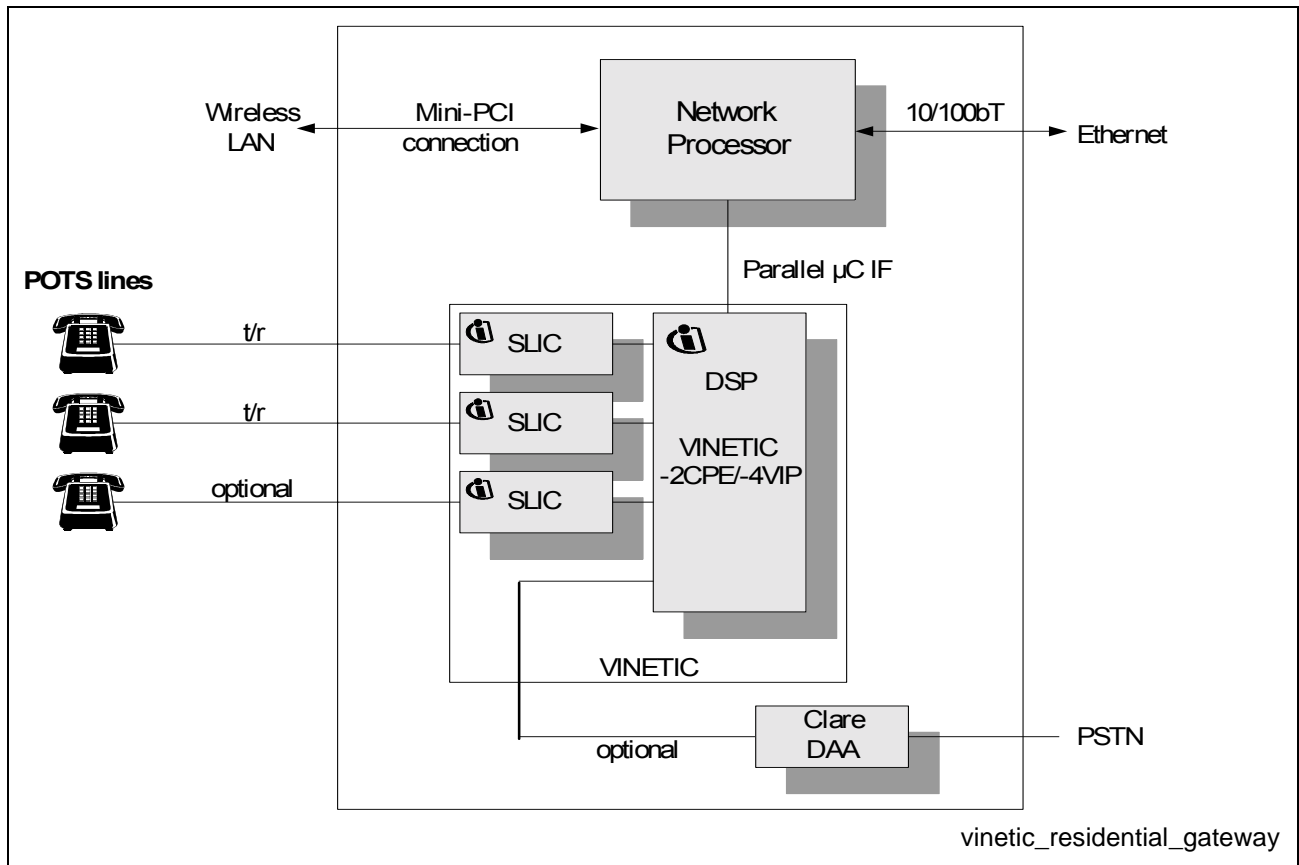 Wireless
LAN
Mini-PCI
connection
Network
Processor
10/100bT
Ethernet
Parallel µC IF
POTS lines
t/r
SLIC
DSP
t/r
SLIC
VINETIC
-2CPE/-4VIP
optional
SLIC
VINETIC
optional
Clare
DAA
PSTN
vinetic_residential_gateway